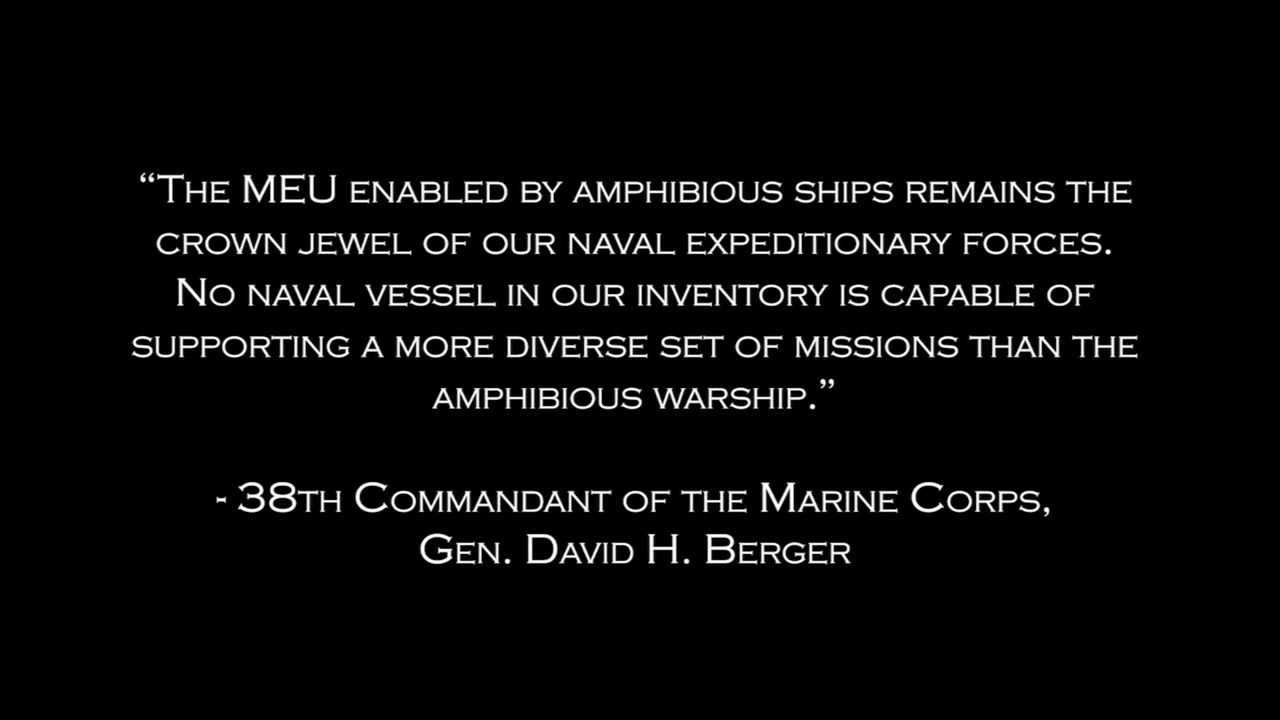 “The MEU enabled by amphibious ships remains the
crown jewel of our naval expeditionary forces.
No naval vessel in our inventory is capable of
supporting a more diverse set of missions than the
amphibious warship.”
- 38th Commandant of the Marine Corps,
Gen. David H. Berger